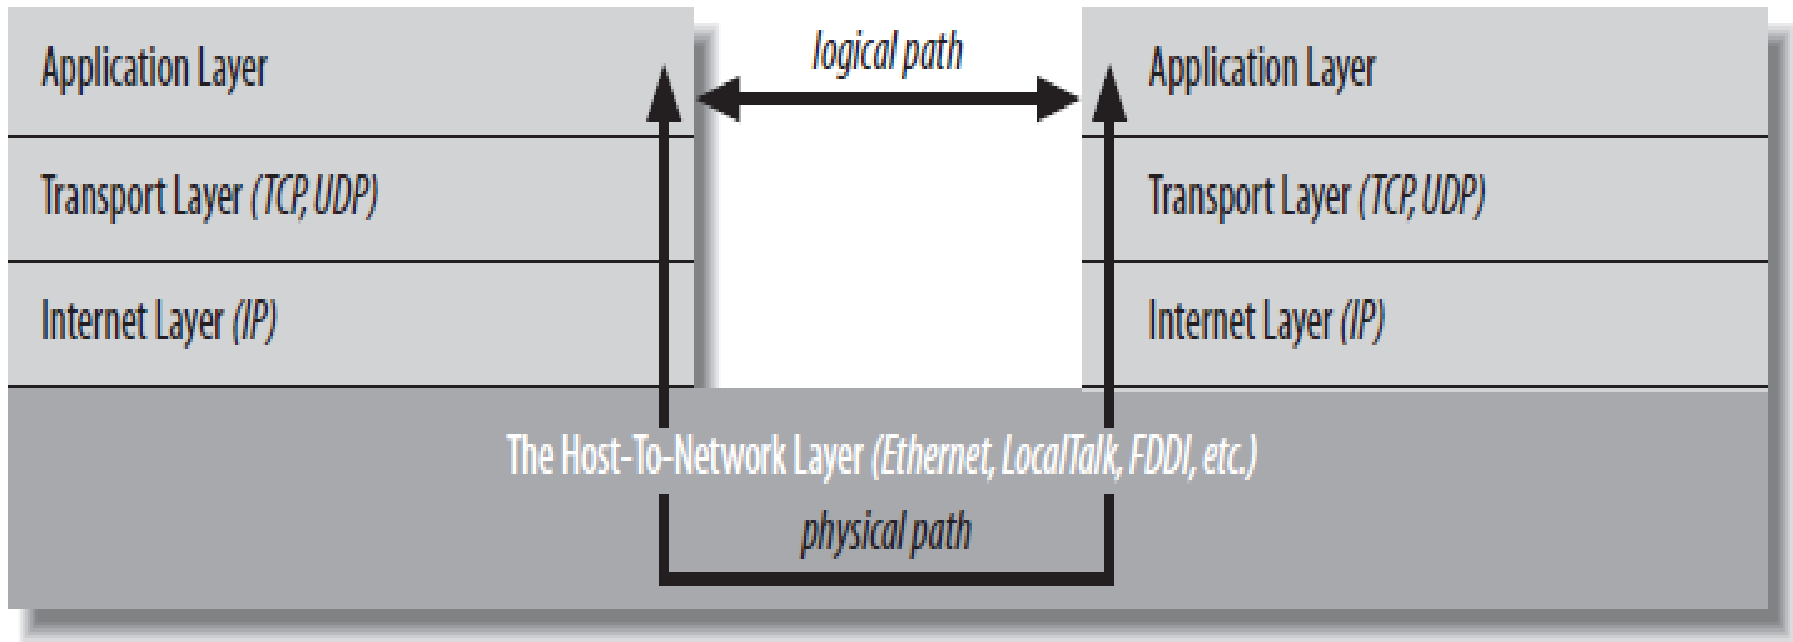 Application Layer
logical path
Application Layer
Transport Layer (TCP, UDP)
Transport Layer (TCP, UDP)
Internet Layer (IP)
Internet Layer (IP)
The Host-To-Network Layer (Ethernet, LocalTalk, FDDI, etc.)
physical path